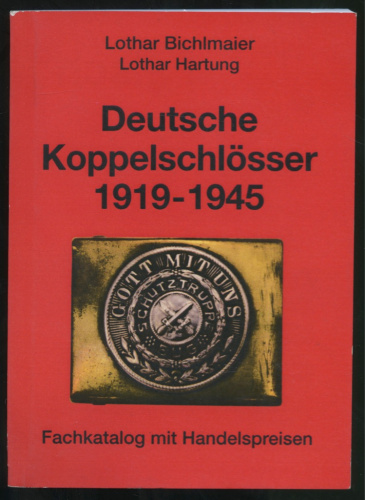 Lothar Bichlmaier
Lothar Hartung
Deutsche
Koppelschlösser
1919-1945
GOTT MIT UNS
SCHUTZTRUPP
Fachkatalog mit Handelspreisen